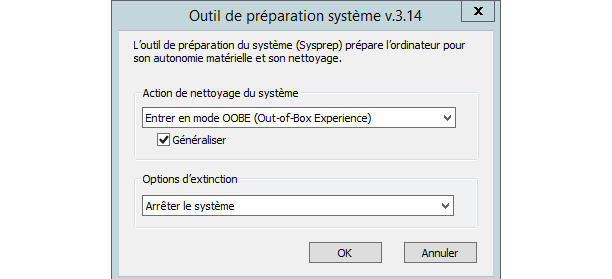 Outil de préparation système v.3.14
X
L'outil de préparation du système (Sysprep) prépare l'ordinateur pour
son autonomie matérielle et son nettoyage.
Action de nettoyage du système
Entrer en mode OOBE (Out-of-Box Experience)
Généraliser
Options d'extinction
Arrêter le système
OK
Annuler